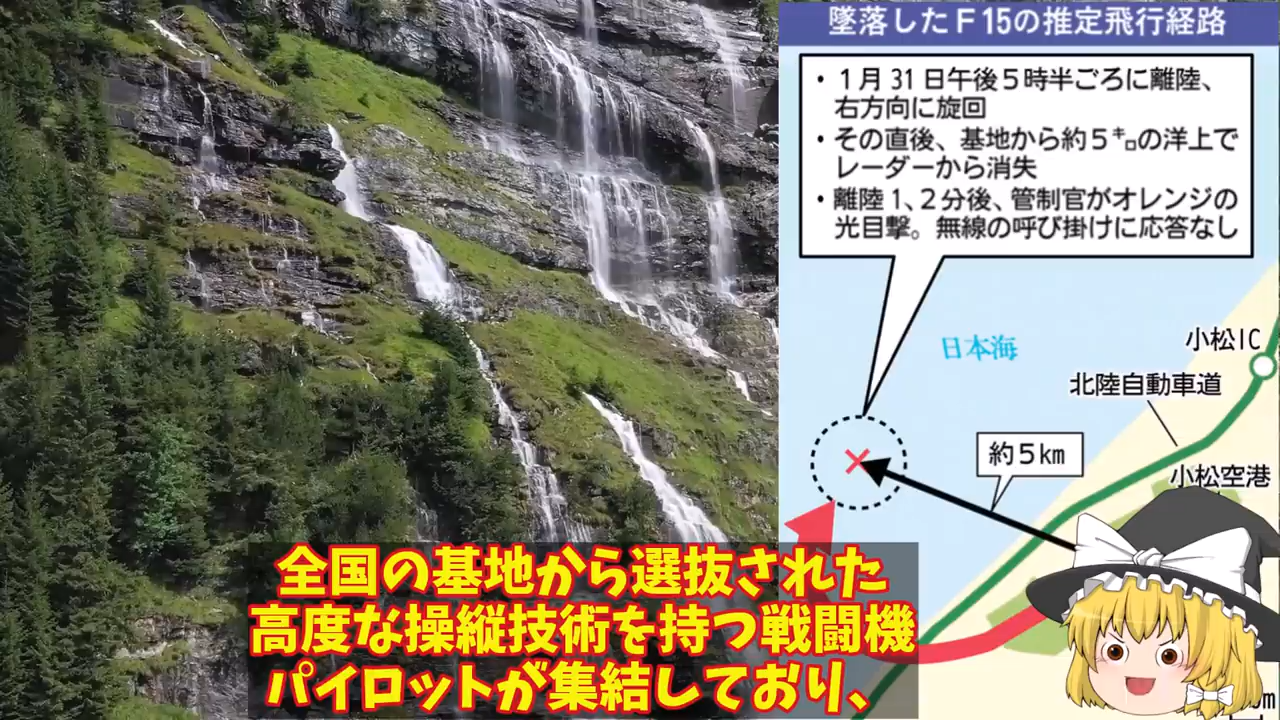 墜落したF15の推定飛行経路
・1月31日午後5時半ごろに離陸、
右方向に旋回
・その直後、基地から約5㌔の洋上で
レーダーから消失
・離陸1、2分後、管制官がオレンジの
光目撃。無線の呼び掛けに応答なし
日本海
小松IC
北陸自動車道
約5km
小松空港
全国の基地から選抜された
高度な操縦技術を持つ戦闘機
パイロットが集結しており、